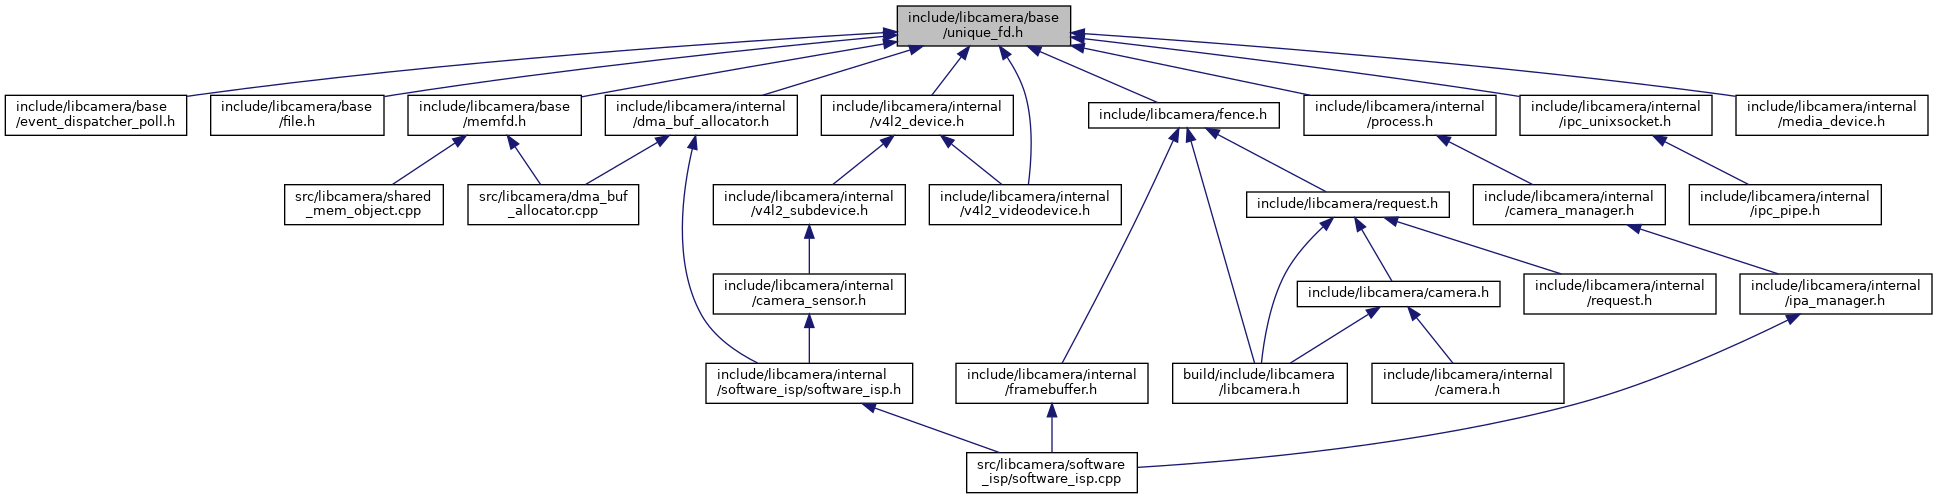 include/libcamera/base
/unique_fd.h
include/libcamera/base
/event_dispatcher_poll.h
include/libcamera/base
/file.h
include/libcamera/base
/memfd.h
include/libcamera/internal
/dma_buf_allocator.h
include/libcamera/internal
/v4l2_device.h
include/libcamera/fence.h
include/libcamera/internal
/process.h
include/libcamera/internal
/ipc_unixsocket.h
include/libcamera/internal
/media_device.h
src/libcamera/shared
_mem_object.cpp
src/libcamera/dma_buf
_allocator.cpp
include/libcamera/internal
/v4l2_subdevice.h
include/libcamera/internal
/v4l2_videodevice.h
include/libcamera/request.h
include/libcamera/internal
/camera_manager.h
include/libcamera/internal
/ipc_pipe.h
include/libcamera/internal
/camera_sensor.h
include/libcamera/camera.h
include/libcamera/internal
/request.h
include/libcamera/internal
/ipa_manager.h
include/libcamera/internal
/software_isp/software_isp.h
include/libcamera/internal
/framebuffer.h
build/include/libcamera
/libcamera.h
include/libcamera/internal
/camera.h
src/libcamera/software
_isp/software_isp.cpp